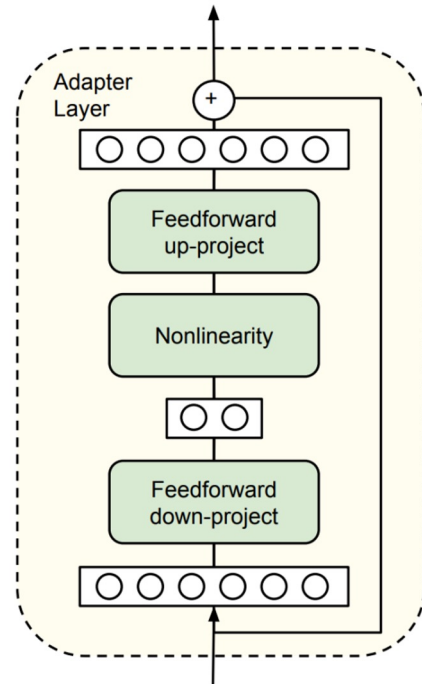 Adapter
Layer
+
Feedforward
up-project
Nonlinearity
Feedforward
down-project